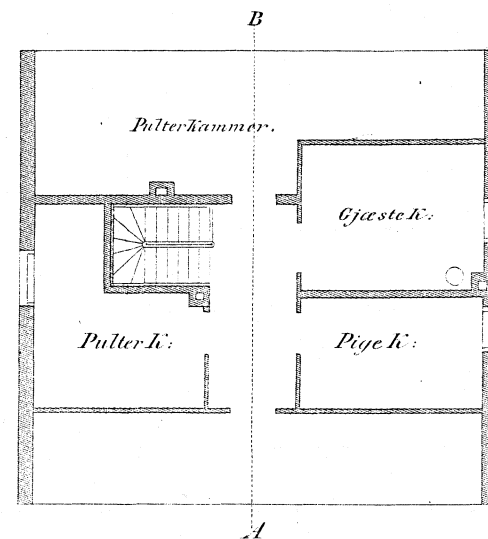 B
Pulterkammer.
Gjæste K:
Pulter K:
Pige K:
A